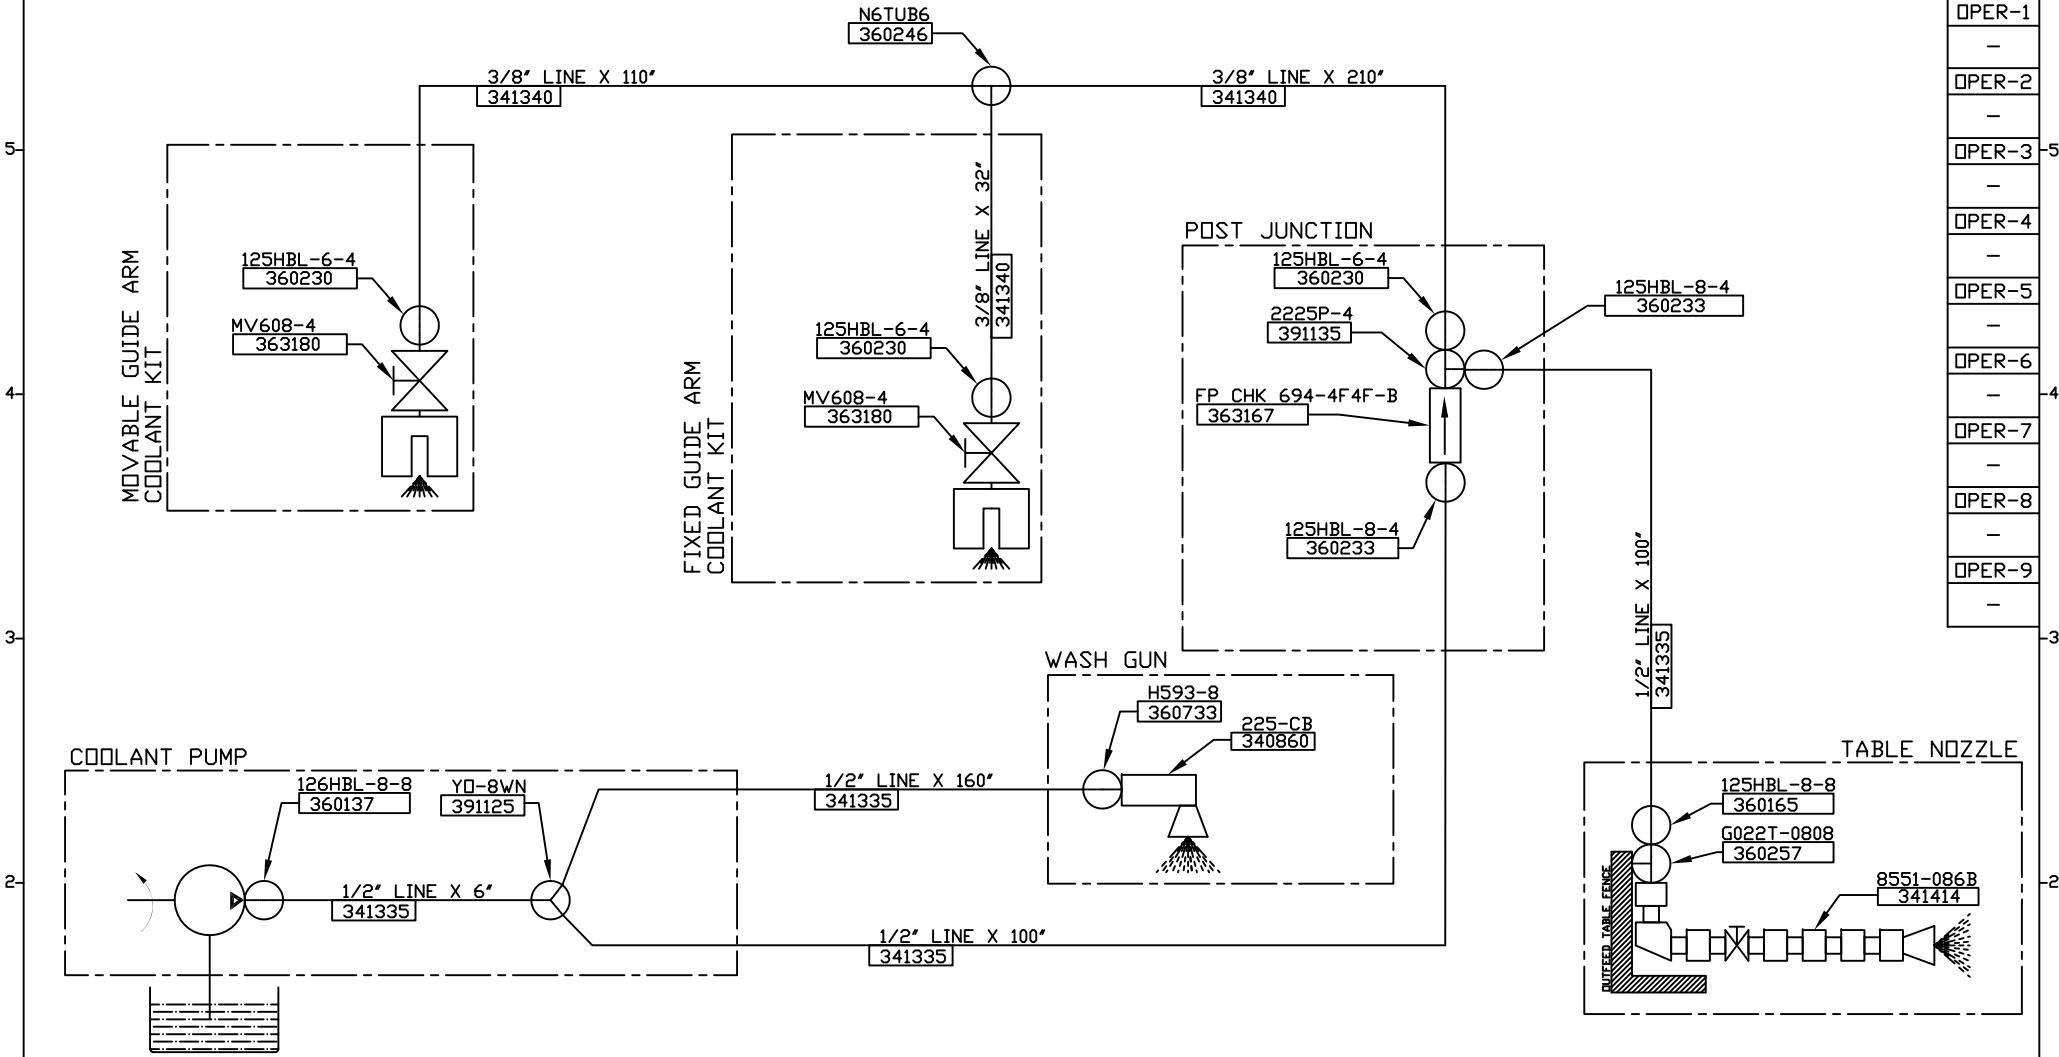 N6TUB6
360246
3/8" LINE X 110"
341340
3/8" LINE X 210"
341340
MOVABLE GUIDE ARM
COOLANT KIT
125HBL-6-4
360230
MV608-4
363180
FIXED GUIDE ARM
COOLANT KIT
3/8" LINE X 32"
341340
125HBL-6-4
360230
MV608-4
363180
POST JUNCTION
125HBL-6-4
360230
2225P-4
391135
125HBL-8-4
360233
FP CHK 694-4F4F-B
363167
125HBL-8-4
360233
1/2" LINE X 100"
341335
WASH GUN
H593-8
360733
225-CB
340860
COOLANT PUMP
126HBL-8-8
360137
YO-8WN
391125
1/2" LINE X 6"
341335
1/2" LINE X 160"
341335
1/2" LINE X 100"
341335
TABLE NOZZLE
125HBL-8-8
360165
G022T-0808
360257
8551-086B
341414
OUTFEED TABLE FENCE
OPER-1
-
OPER-2
-
OPER-3
-
OPER-4
-
OPER-5
-
OPER-6
-
OPER-7
-
OPER-8
-
OPER-9
-
5
4
3
2
5
4
3
2